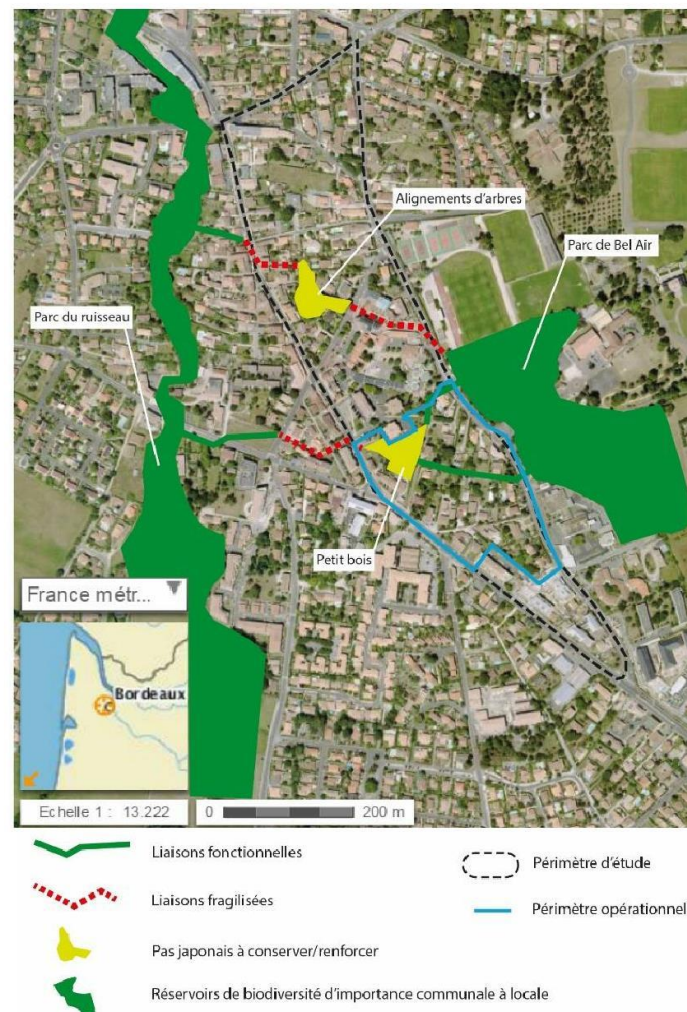 Alignements d'arbres
Parc de Bel Air
Parc du ruisseau
Petit bois
France métr...
Bordeaux
Echelle 1 : 13.222
0 200 m
Liaisons fonctionnelles
Périmètre d'étude
Liaisons fragilisées
Périmètre opérationnel
Pas japonais à conserver/renforcer
Réservoirs de biodiversité d'importance communale à locale